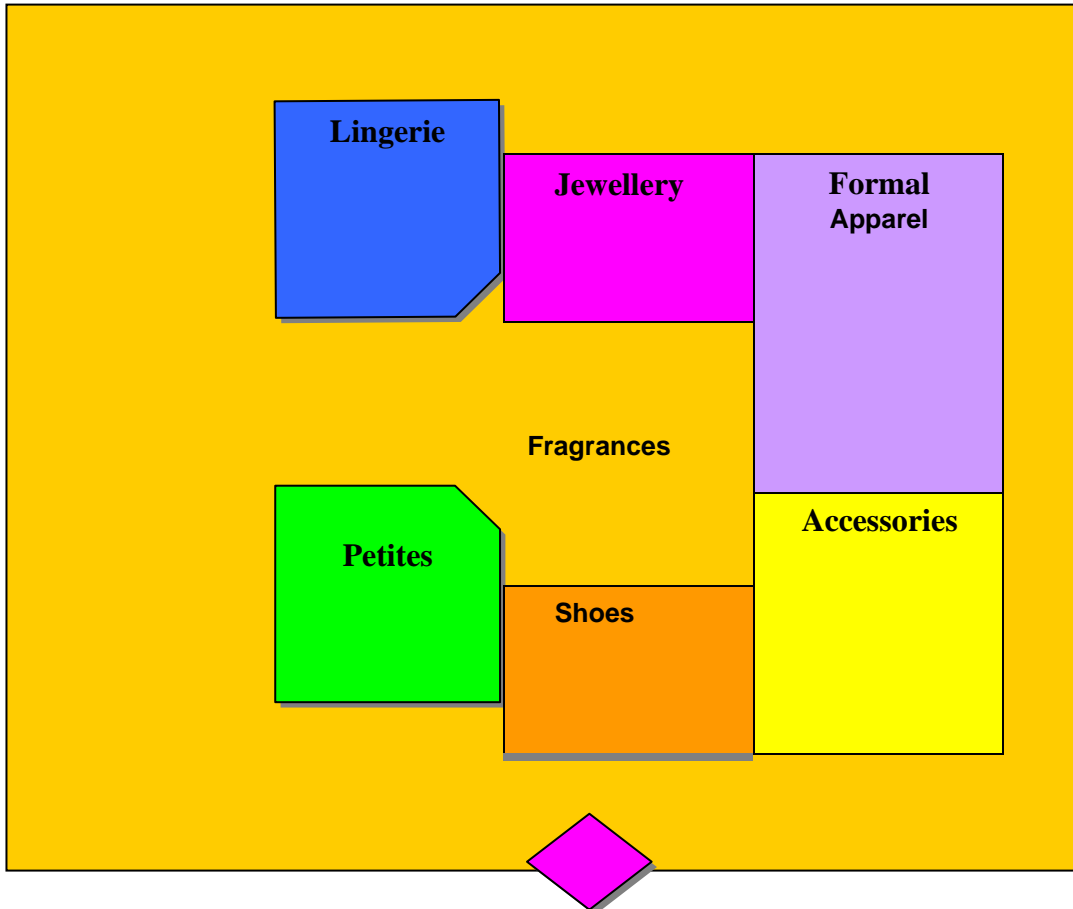 Lingerie
Jewellery
Formal
Apparel
Fragrances
Accessories
Petites
Shoes